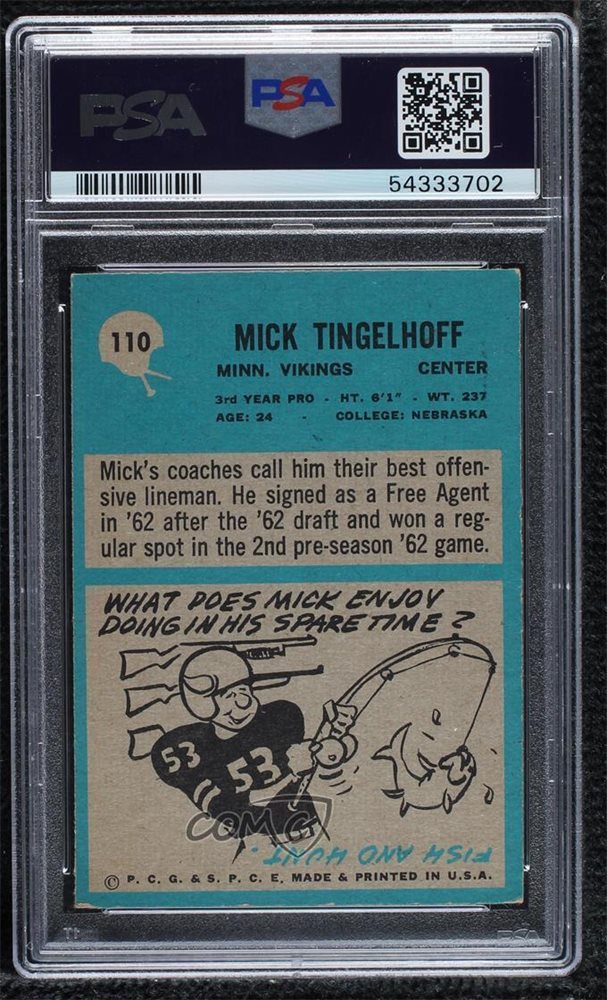 PSA
PSA
54333702
110
MICK TINGELHOFF
MINN. VIKINGS CENTER
3rd YEAR PRO - HT. 6'1" - WT. 237
AGE: 24 - COLLEGE: NEBRASKA
Mick's coaches call him their best offen-
sive lineman. He signed as a Free Agent
in '62 after the '62 draft and won a reg-
ular spot in the 2nd pre-season '62 game.
WHAT DOES MICK ENJOY
DOING IN HIS SPARE TIME?
53
53
COMC
FISH AND HUNT.
© P. C. G. & S. P. C. E. MADE & PRINTED IN U.S.A.
PSA